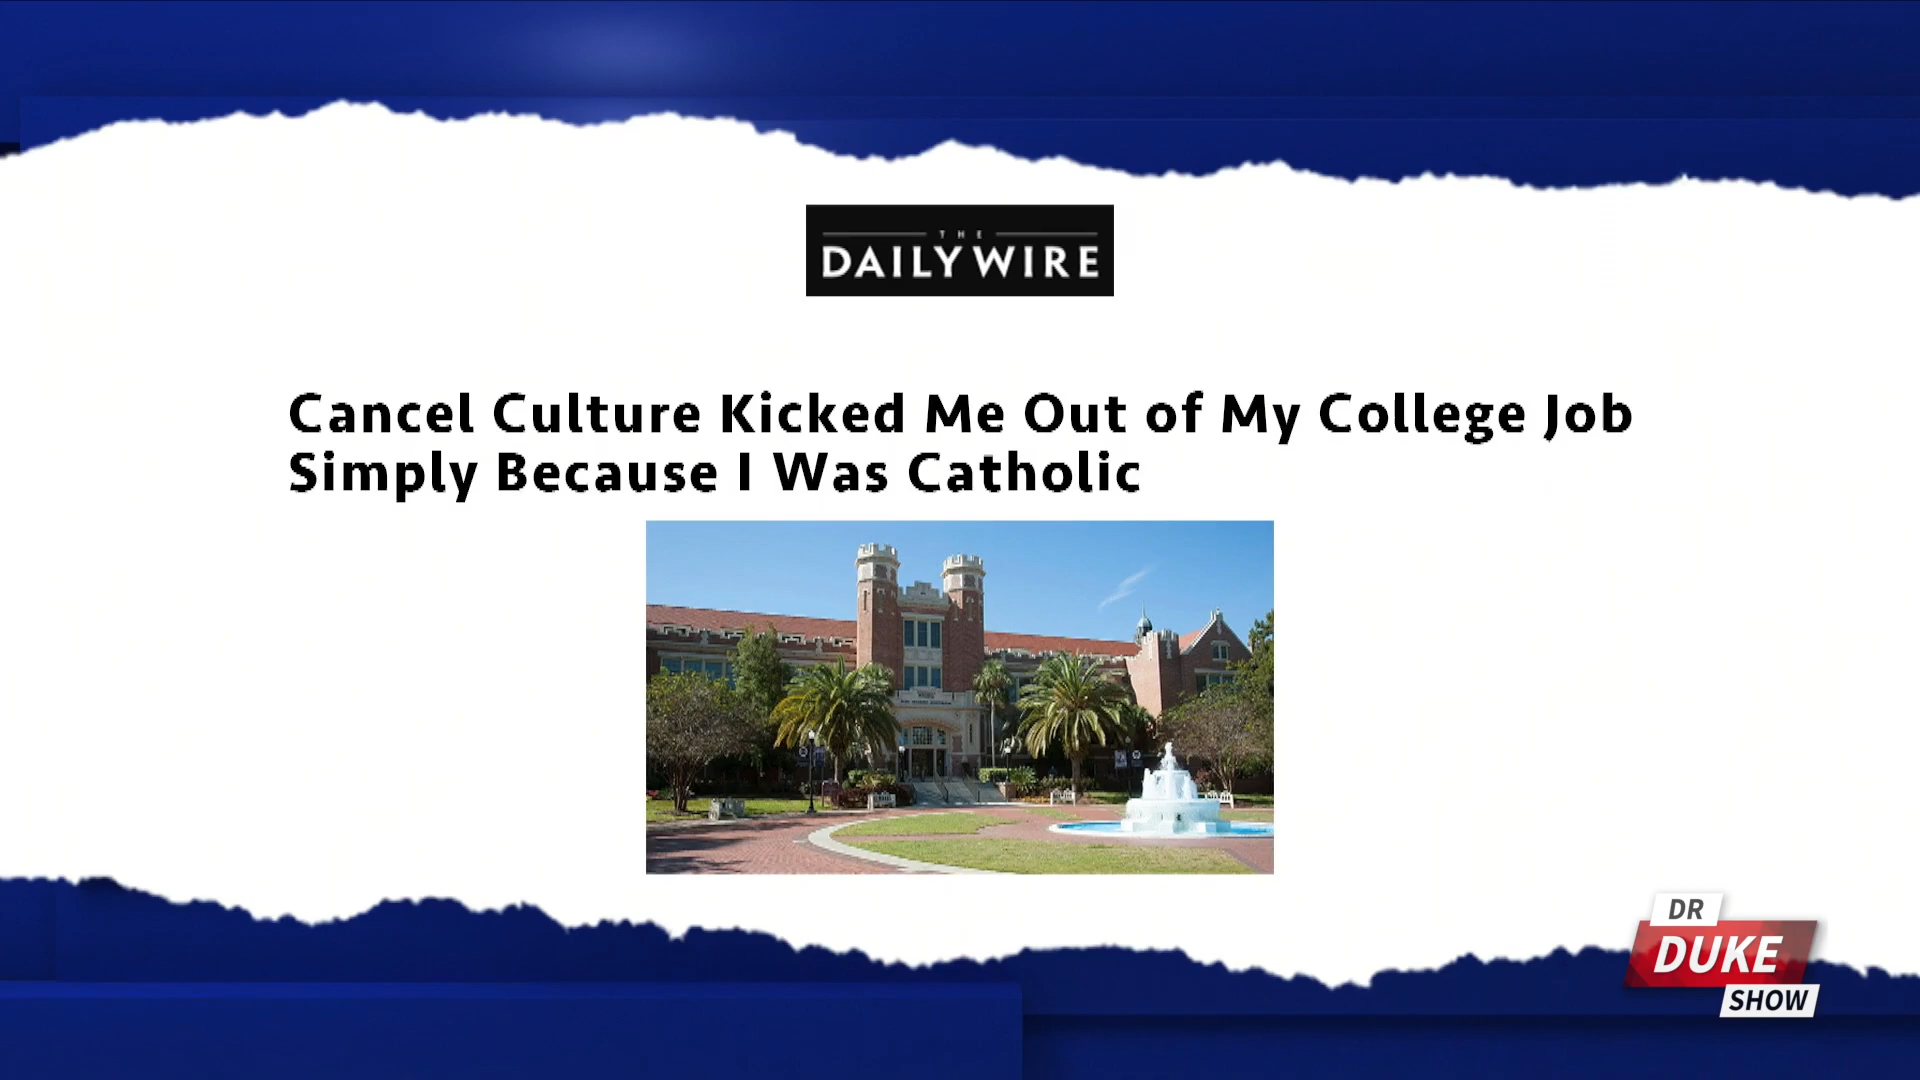 THE
DAILY WIRE
Cancel Culture Kicked Me Out of My College Job
Simply Because I Was Catholic
DR
DUKE
SHOW